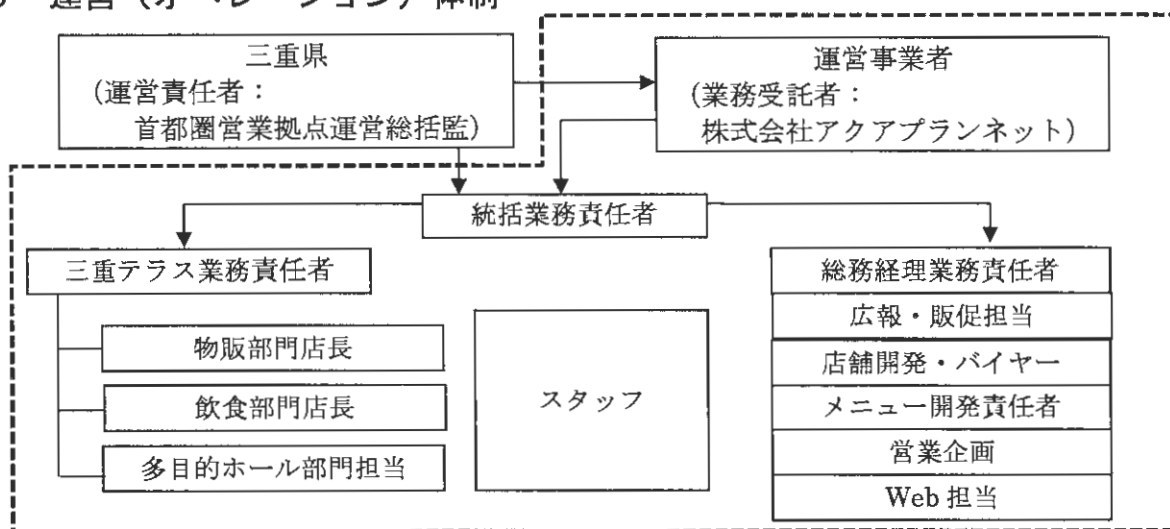 運営（オペレーション）体制
三重県
（運営責任者：
首都圏営業拠点運営総括監）
運営事業者
（業務受託者：
株式会社アクアプランネット）
統括業務責任者
三重テラス業務責任者
物販部門店長
飲食部門店長
多目的ホール部門担当
スタッフ
総務経理業務責任者
広報・販促担当
店舗開発・バイヤー
メニュー開発責任者
営業企画
Web 担当